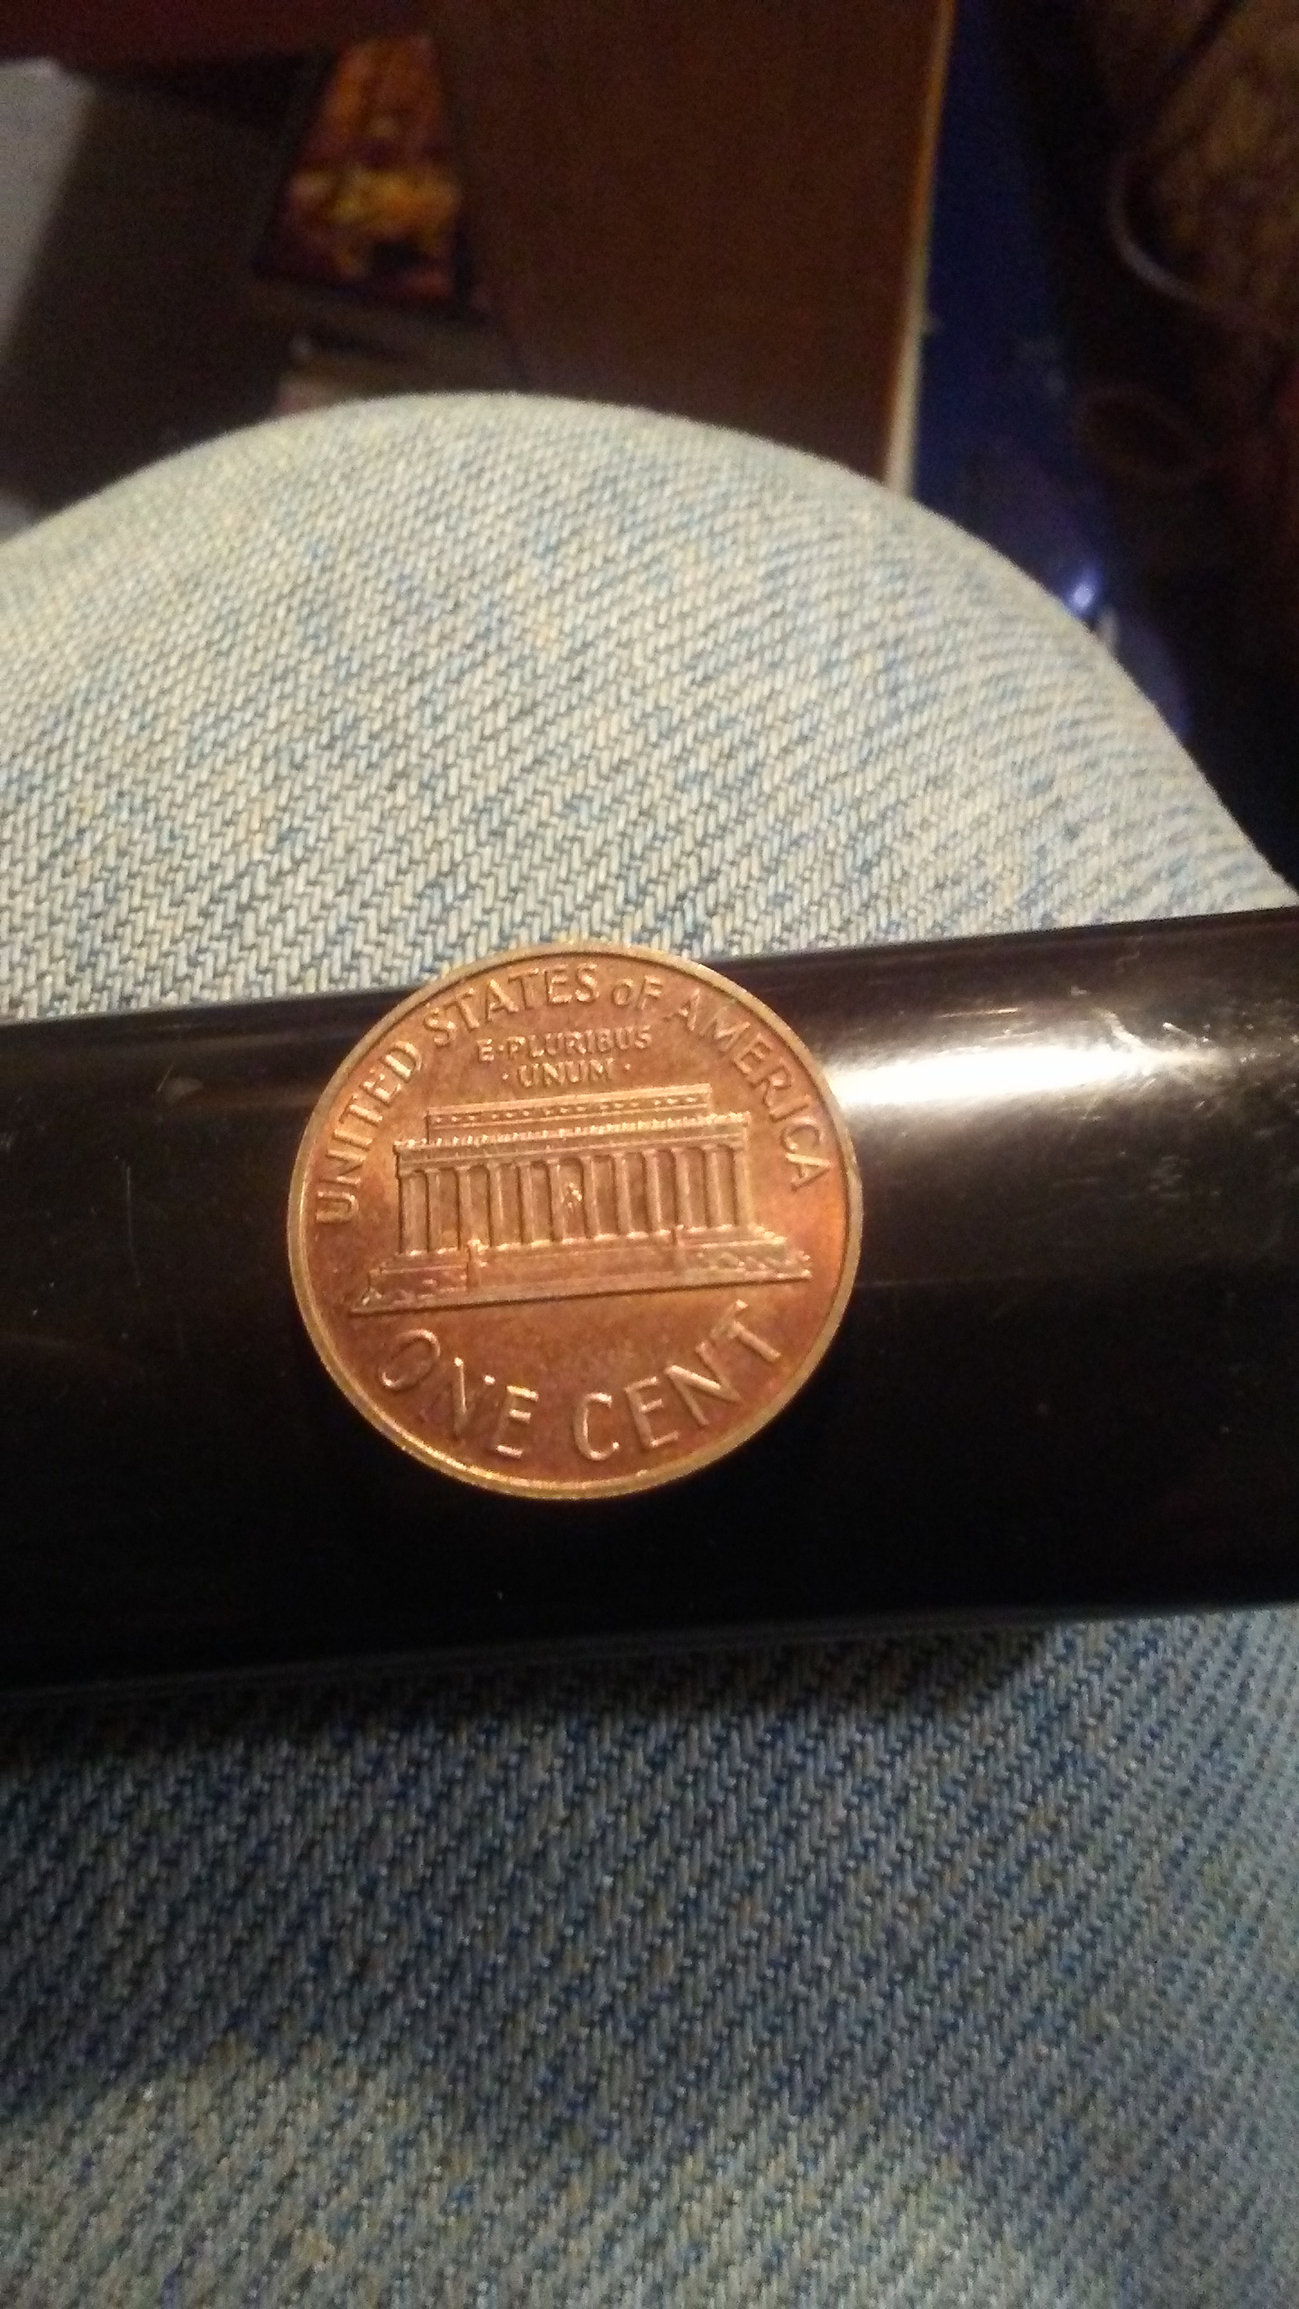 UNITED STATES OF AMERICA
E·PLURIBUS
·UNUM·
ONE CENT